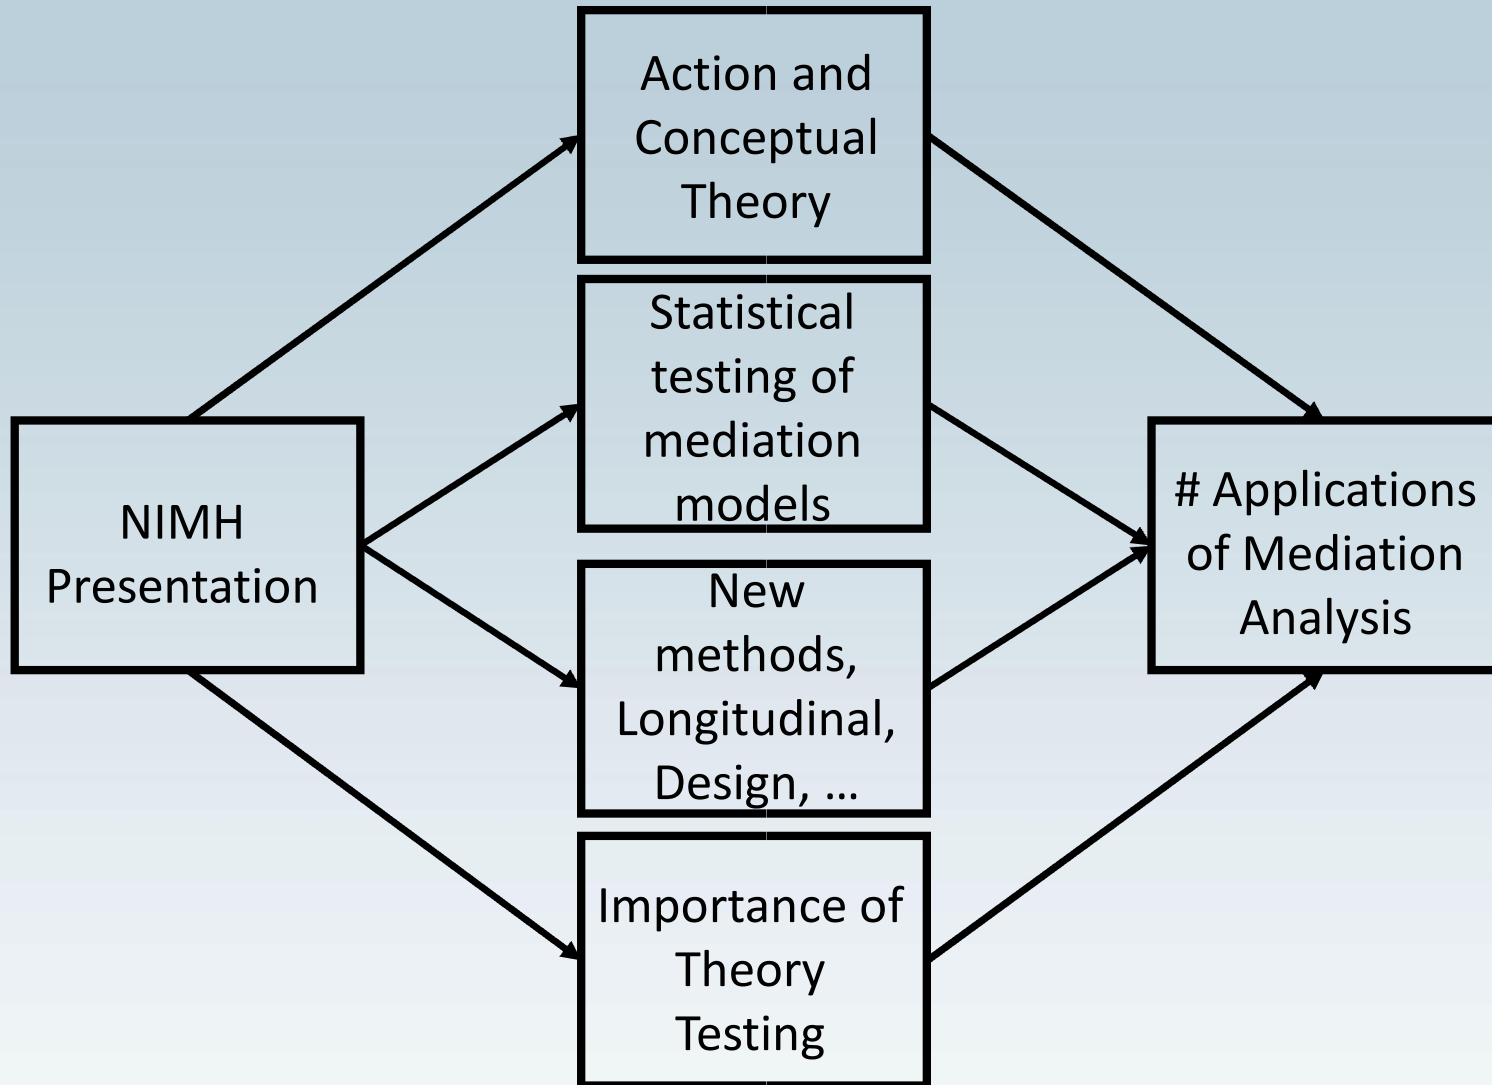 Action and
Conceptual
Theory
Statistical
testing of
mediation
models
NIMH
Presentation
# Applications
of Mediation
Analysis
New
methods,
Longitudinal,
Design, ...
Importance of
Theory
Testing